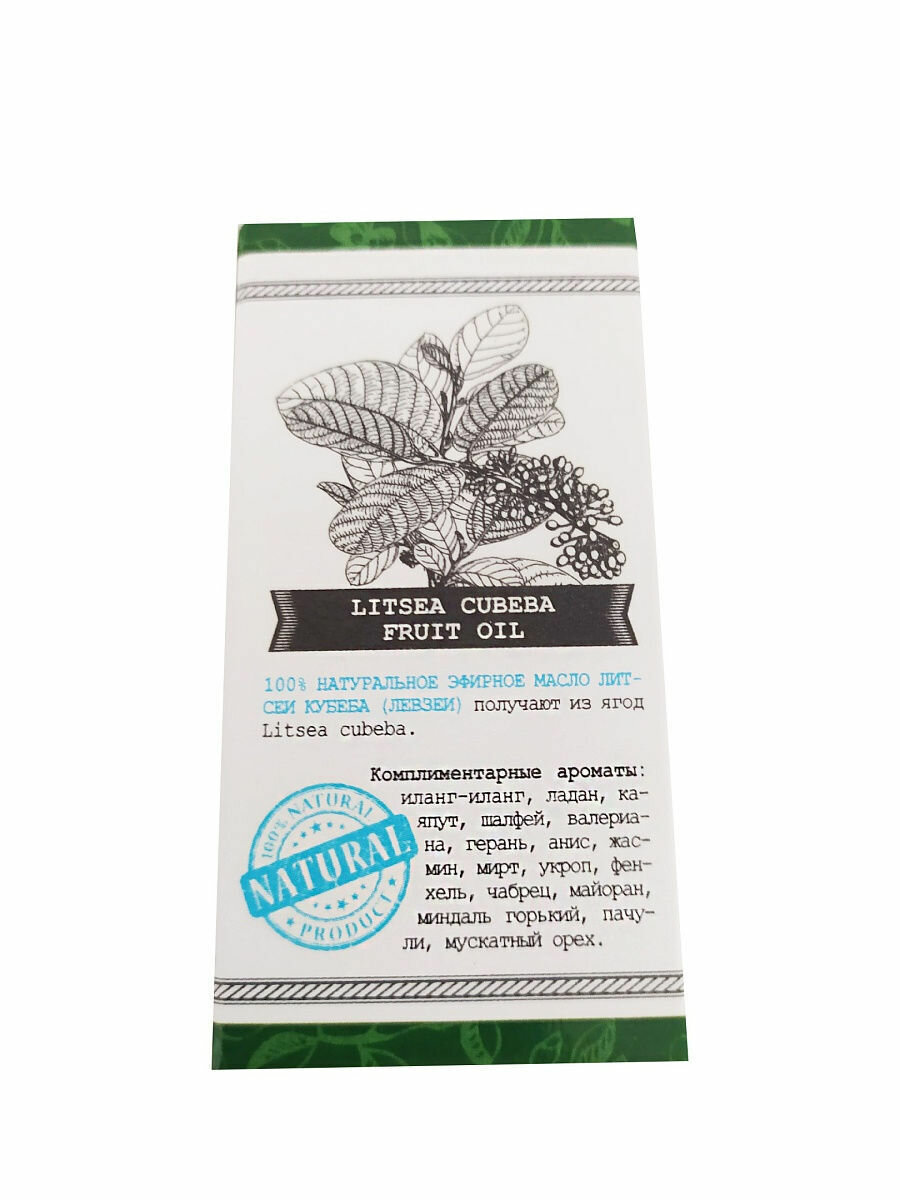 LITSEA CUBEBA
FRUIT OIL
100% НАТУРАЛЬНОЕ ЭФИРНОЕ МАСЛО ЛИТ-
СЕИ КУБЕБА (ЛЕВЗЕИ) получают из ягод
Litsea cubeba.
Комплиментарные ароматы:
иланг-иланг, ладан, ка-
япут, шалфей, валериа-
на, герань, анис, жас-
мин, мирт, укроп, фен-
хель, чабрец, майоран,
миндаль горький, пачу-
ли, мускатный орех.
100% NATURAL
NATURAL
PRODUCT